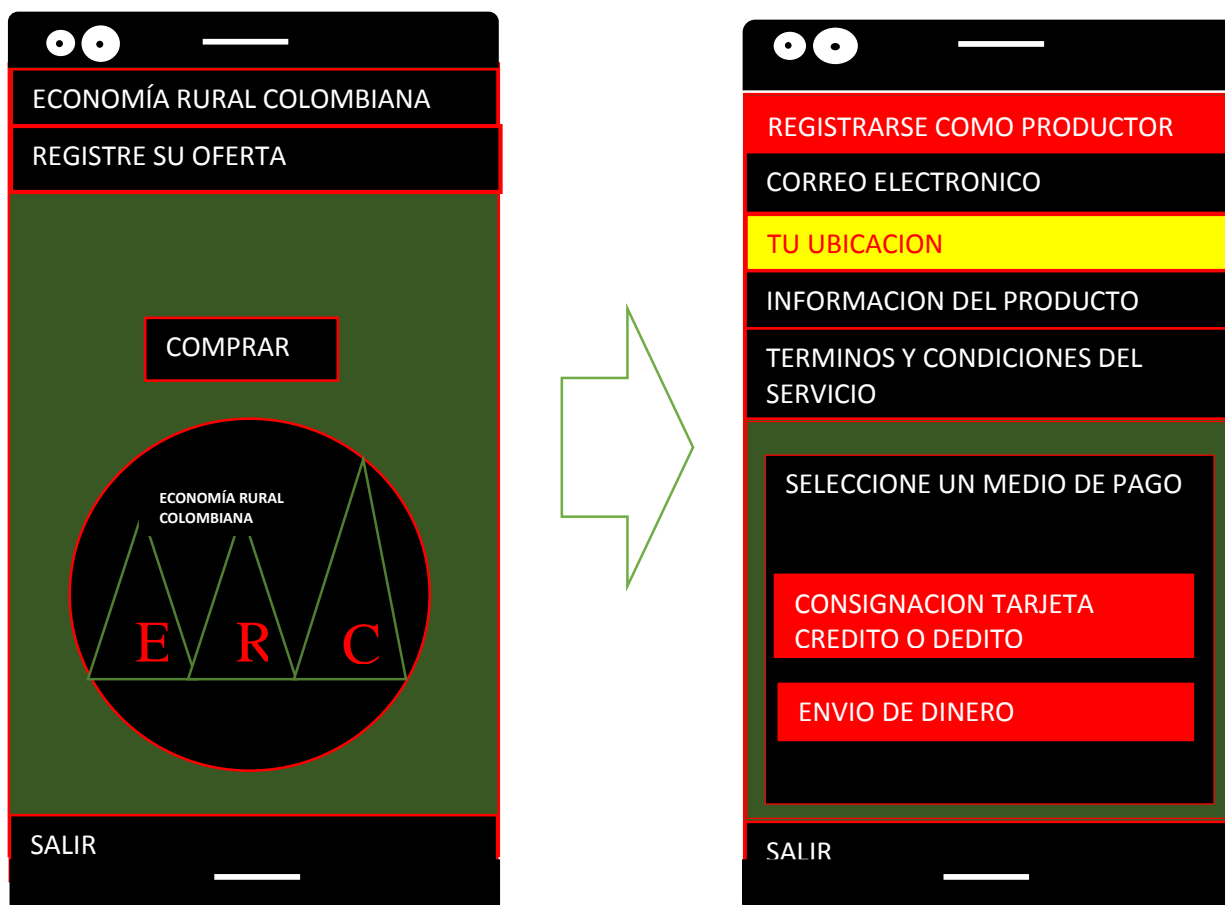 ECONOMÍA RURAL COLOMBIANA
REGISTRE SU OFERTA
COMPRAR
ECONOMÍA RURAL
COLOMBIANA
E R C
SALIR
REGISTRARSE COMO PRODUCTOR
CORREO ELECTRONICO
TU UBICACION
INFORMACION DEL PRODUCTO
TERMINOS Y CONDICIONES DEL
SERVICIO
SELECCIONE UN MEDIO DE PAGO
CONSIGNACION TARJETA
CREDITO O DEDITO
ENVIO DE DINERO
SALIR